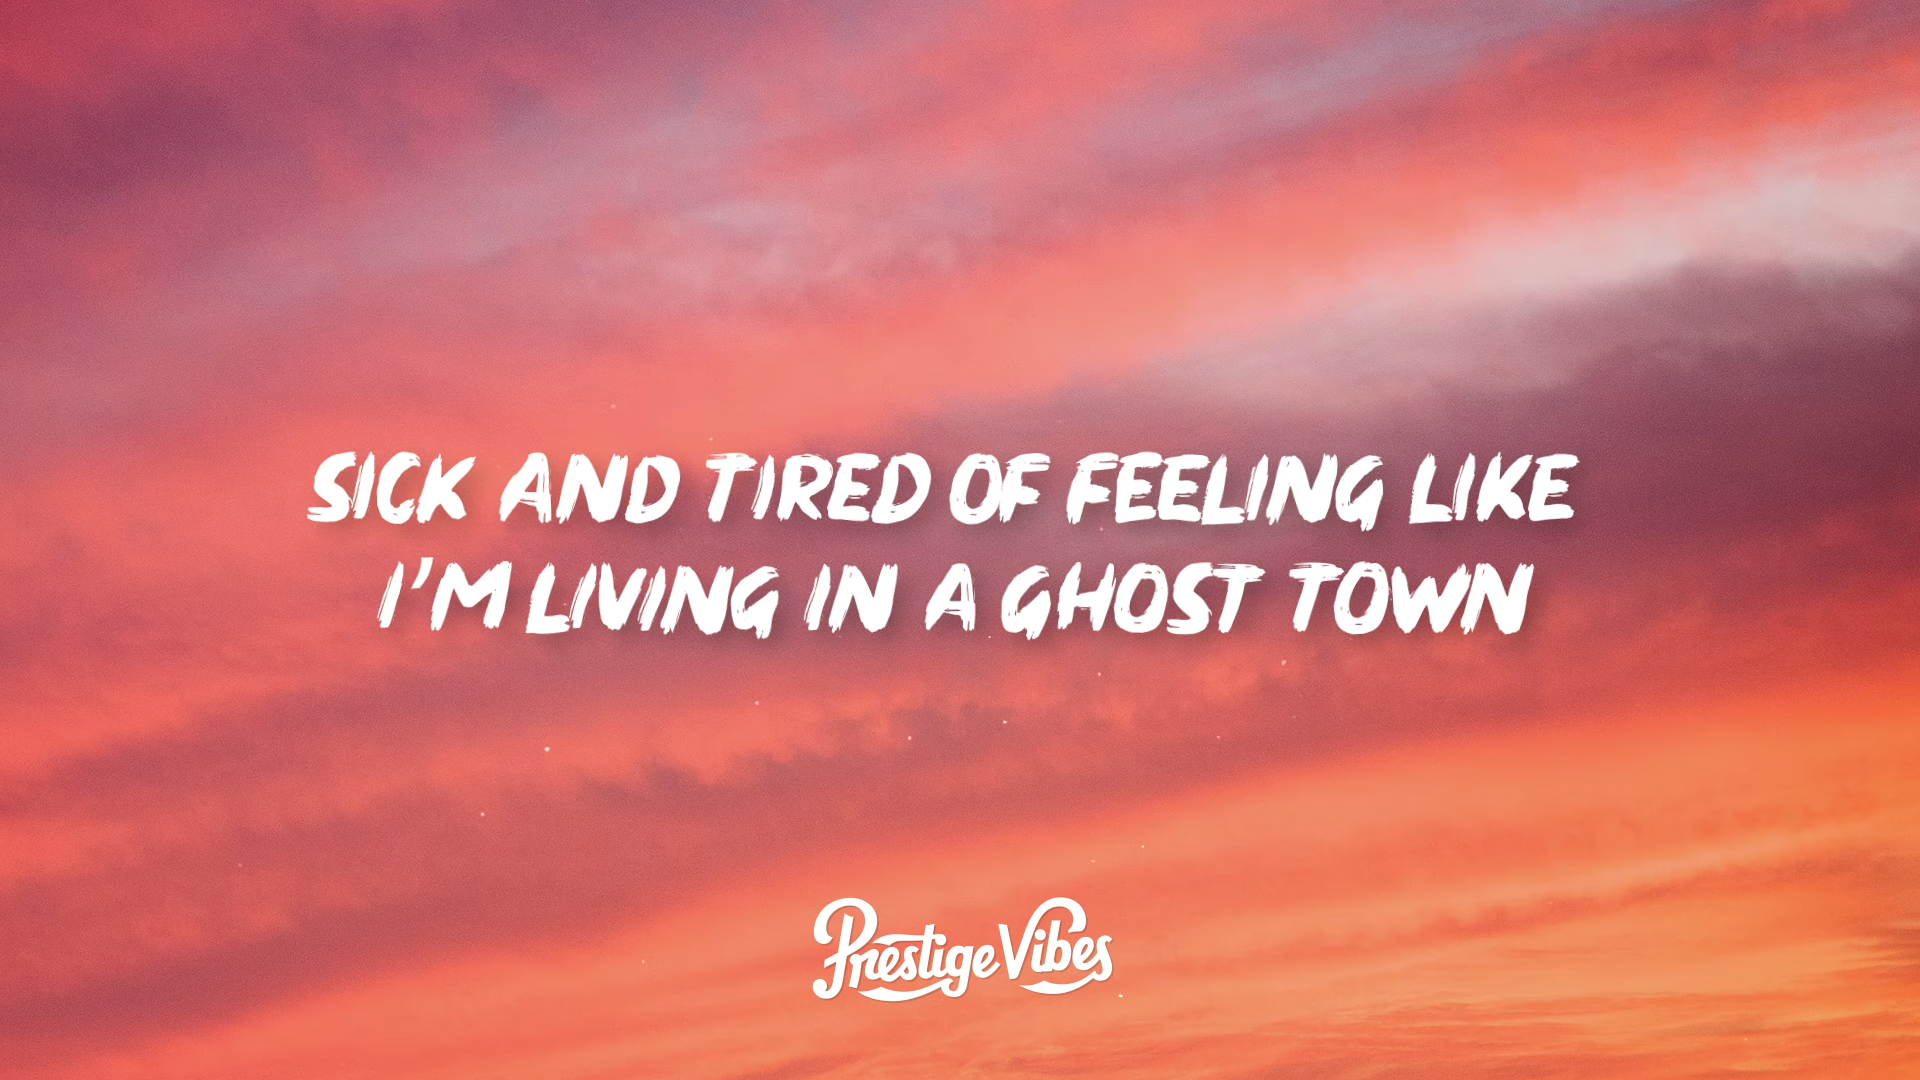 SICK AND TIRED OF FEELING LIKE
I'M LIVING IN A GHOST TOWN
Prestige Vibes